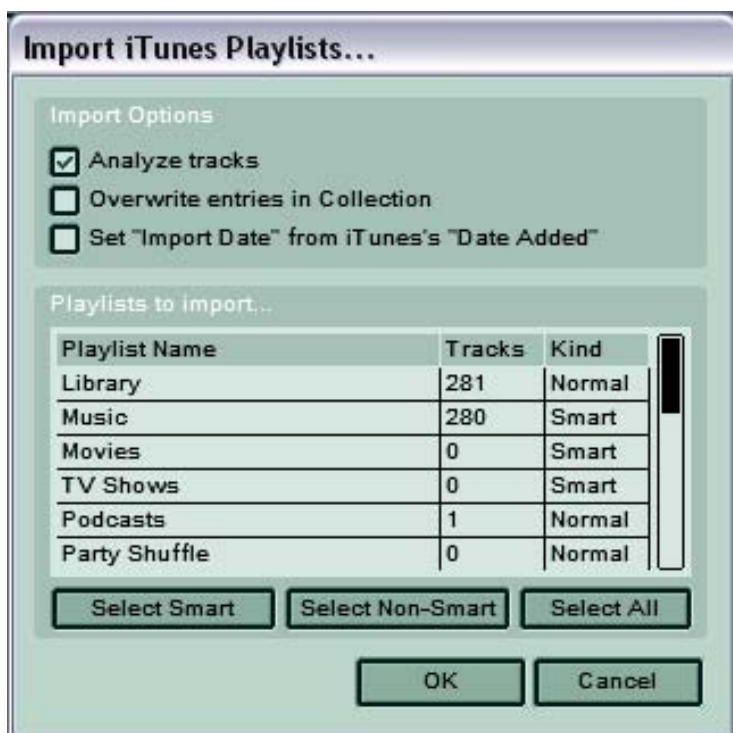 Import iTunes Playlists...
Import Options
Analyze tracks
Overwrite entries in Collection
Set "Import Date" from iTunes's "Date Added"
Playlists to import...
Playlist Name Tracks Kind
Library 281 Normal
Music 280 Smart
Movies 0 Smart
TV Shows 0 Smart
Podcasts 1 Normal
Party Shuffle 0 Normal
Select Smart Select Non-Smart Select All
OK Cancel